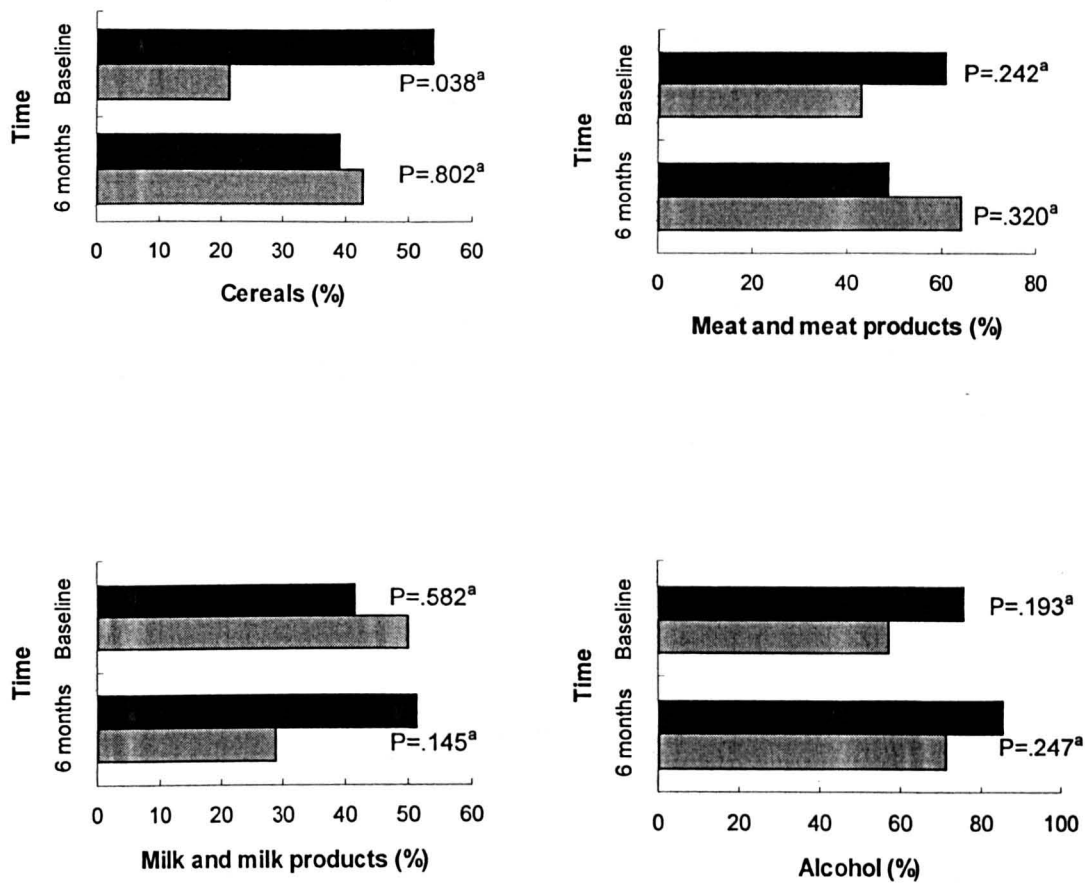 Time
Baseline
6 months
P=.038ª
P=.802ª
0 10 20 30 40 50 60
Cereals (%)
Time
Baseline
6 months
P=.242ª
P=.320ª
0 20 40 60 80
Meat and meat products (%)
Time
Baseline
6 months
P=.582ª
P=.145ª
0 10 20 30 40 50 60
Milk and milk products (%)
Time
Baseline
6 months
P=.193ª
P=.247ª
0 20 40 60 80 100
Alcohol (%)